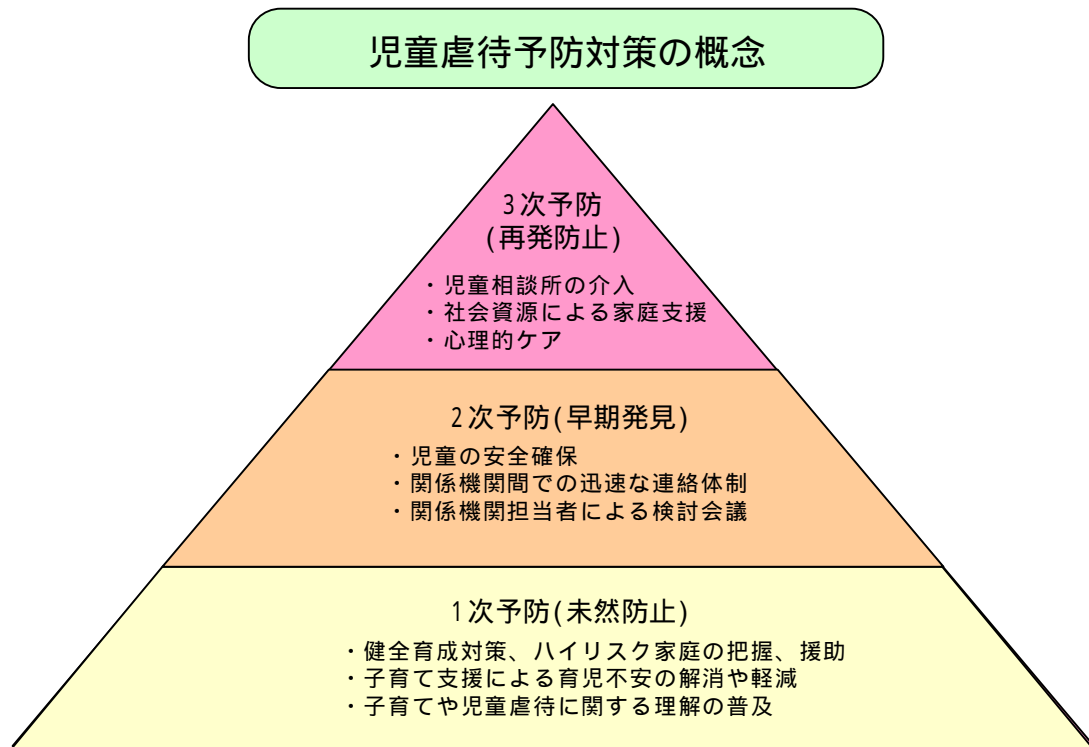 児童虐待予防対策の概念
3次予防
(再発防止)
・児童相談所の介入
・社会資源による家庭支援
・心理的ケア
2次予防(早期発見)
・児童の安全確保
・関係機関間での迅速な連絡体制
・関係機関担当者による検討会議
1次予防(未然防止)
・健全育成対策、ハイリスク家庭の把握、援助
・子育て支援による育児不安の解消や軽減
・子育てや児童虐待に関する理解の普及